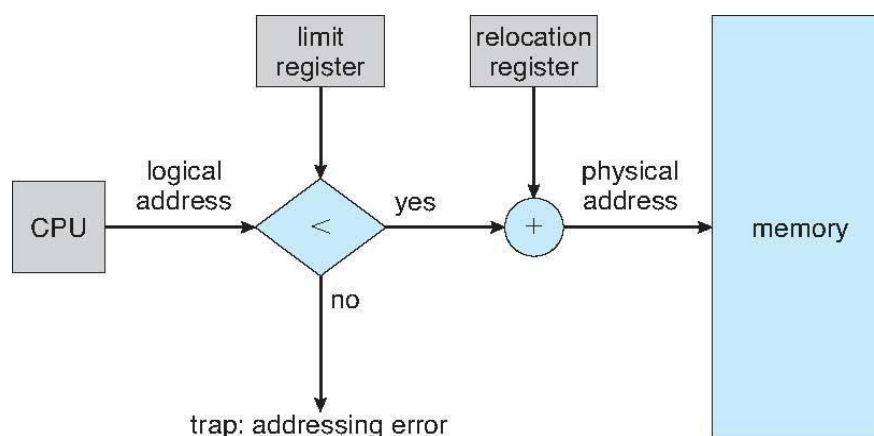 limit
register
relocation
register
logical
address
physical
address
CPU
<
yes
+
memory
no
trap: addressing error